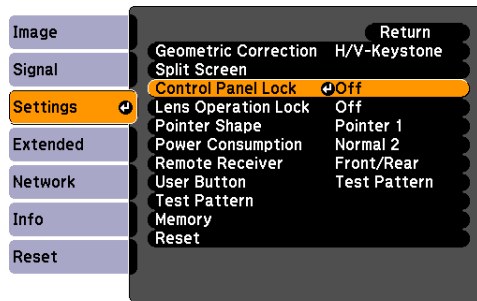 Image
Signal
Settings
Extended
Network
Info
Reset
Return
Geometric Correction H/V-Keystone
Split Screen
Control Panel Lock Off
Lens Operation Lock Off
Pointer Shape Pointer 1
Power Consumption Normal 2
Remote Receiver Front/Rear
User Button Test Pattern
Test Pattern
Memory
Reset